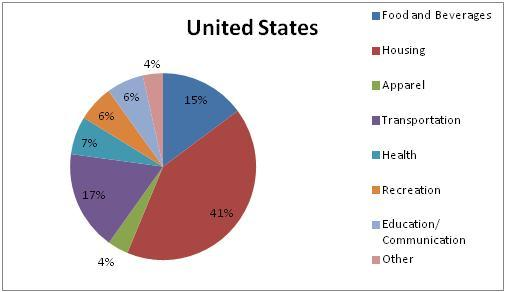 United States
Food and Beverages
Housing
Apparel
Transportation
Health
Recreation
Education/
Communication
Other
4%
15%
6%
6%
7%
17%
41%
4%